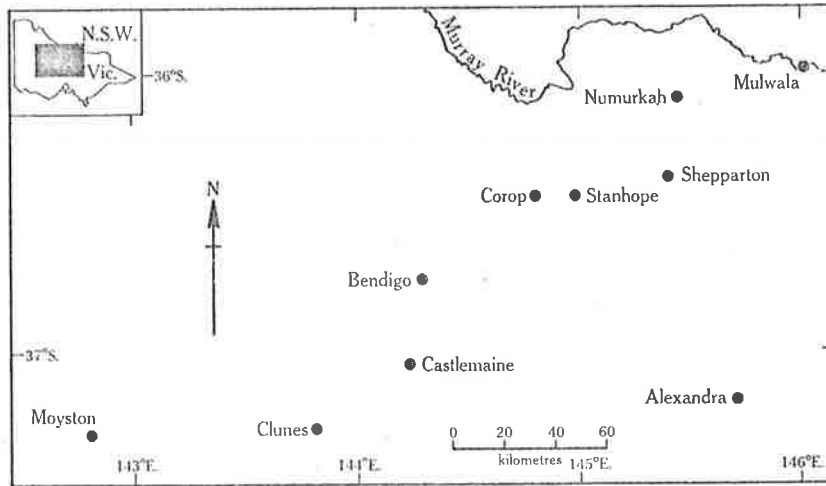 N.S.W.
Vic.
36°S.
Murray River
Mulwala
Numurkah
Shepparton
Corop
Stanhope
N
Bendigo
37°S.
Castlemaine
Alexandra
Moyston
Clunes
0 20 40 60
kilometres
143°E.
144°E.
145°E.
146°E.